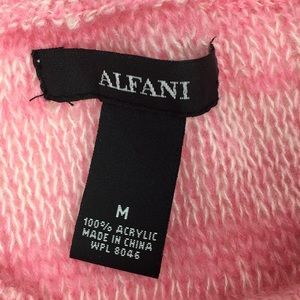 ALFANI
M
100% ACRYLIC
MADE IN CHINA
WPL 8046